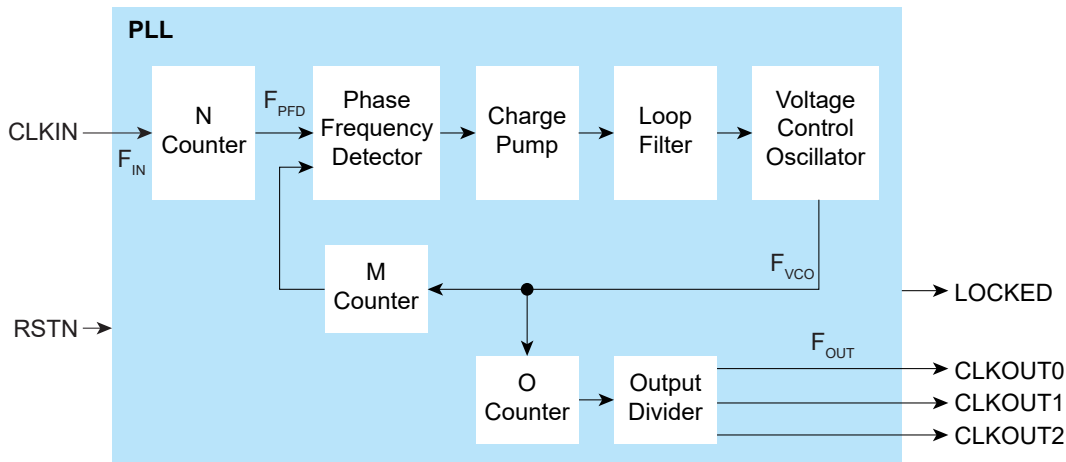 PLL
CLKIN
F_IN
N
Counter
F_PFD
Phase
Frequency
Detector
Charge
Pump
Loop
Filter
Voltage
Control
Oscillator
M
Counter
F_VCO
LOCKED
RSTN
O
Counter
Output
Divider
F_OUT
CLKOUT0
CLKOUT1
CLKOUT2